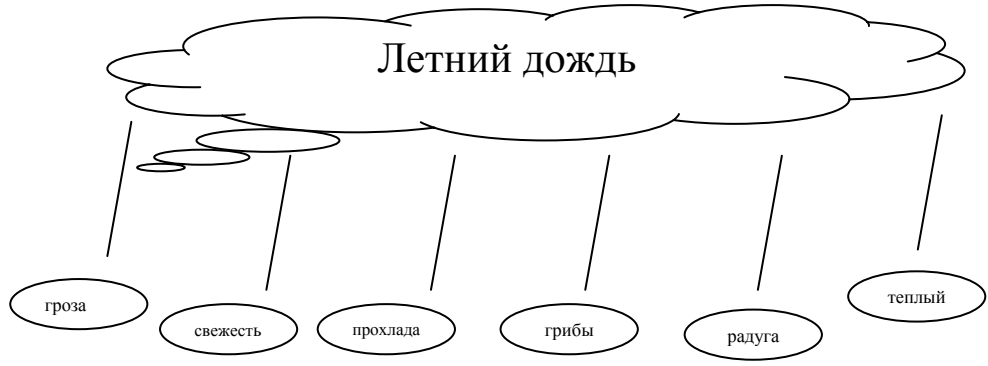 Летний дождь
гроза
свежесть
прохлада
грибы
радуга
теплый